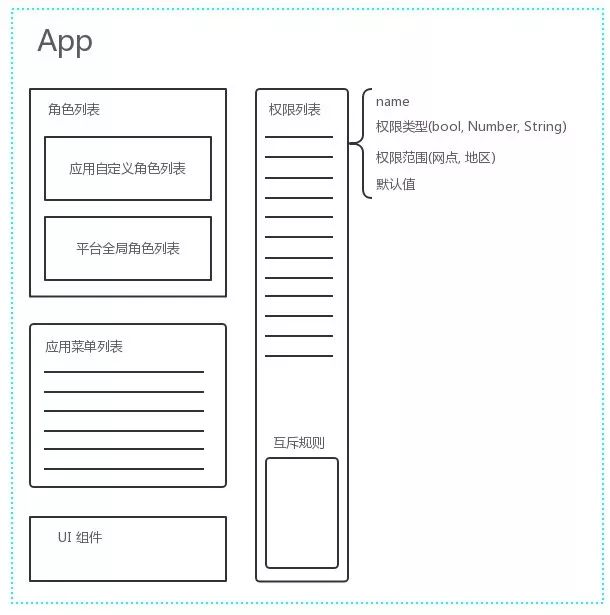 App
角色列表
应用自定义角色列表
平台全局角色列表
应用菜单列表
UI 组件
权限列表
互斥规则
name
权限类型(bool, Number, String)
权限范围(网点, 地区)
默认值